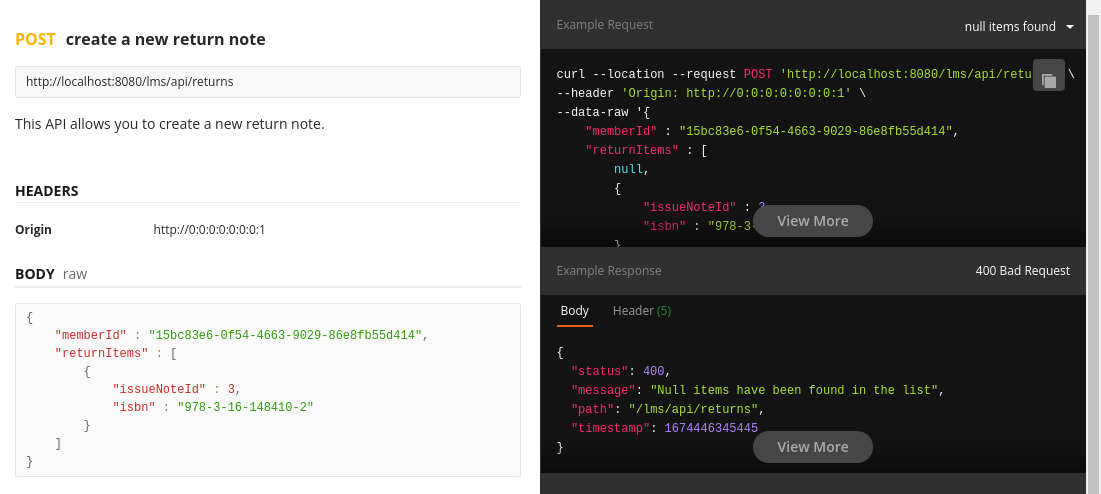 POST create a new return note
http://localhost:8080/lms/api/returns
This API allows you to create a new return note.
HEADERS
Origin http://0:0:0:0:0:0:0:1
BODY raw
{
"memberId" : "15bc83e6-0f54-4663-9029-86e8fb55d414",
"returnItems" : [
{
"issueNoteId" : 3,
"isbn" : "978-3-16-148410-2"
}
]
}
Example Request
null items found
curl --location --request POST 'http://localhost:8080/lms/api/retu \
--header 'Origin: http://0:0:0:0:0:0:0:1' \
--data-raw '{
"memberId" : "15bc83e6-0f54-4663-9029-86e8fb55d414",
"returnItems" : [
null,
{
"issueNoteId" :
"isbn" : "978-3-
}
View More
Example Response
400 Bad Request
Body Header (5)
{
"status": 400,
"message": "Null items have been found in the list",
"path": "/lms/api/returns",
"timestamp": 1674446345445
}
View More